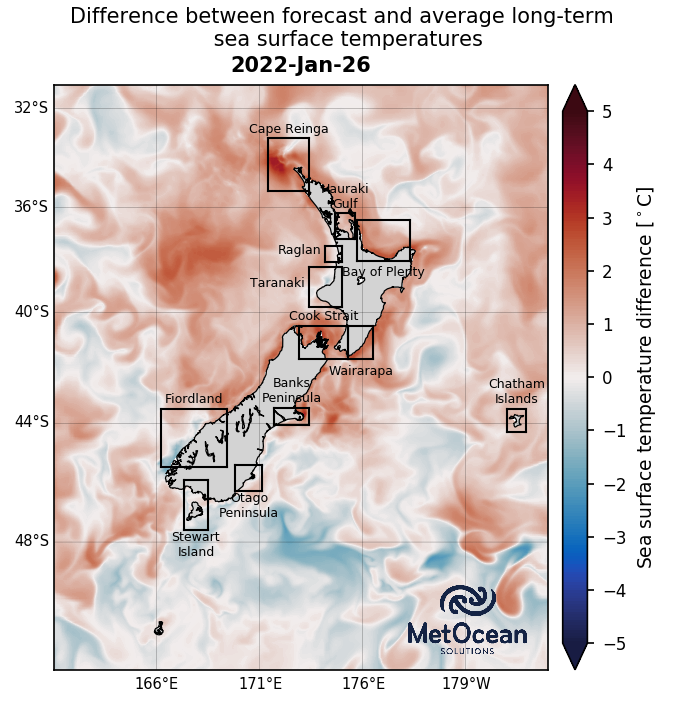 Difference between forecast and average long-term
sea surface temperatures
2022-Jan-26
32°S
36°S
40°S
44°S
48°S
166°E
171°E
176°E
179°W
Cape Reinga
Hauraki
Gulf
Raglan
Bay of Plenty
Taranaki
Cook Strait
Wairarapa
Banks
Peninsula
Chatham
Islands
Fiordland
Otago
Peninsula
Stewart
Island
MetOcean
SOLUTIONS
5
4
3
2
1
0
−1
−2
−3
−4
−5
Sea surface temperature difference [°C]